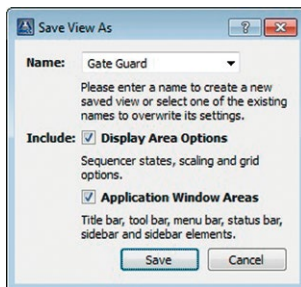 Save View As
Name: Gate Guard
Please enter a name to create a new
saved view or select one of the existing
names to overwrite its settings.
Include: Display Area Options
Sequencer states, scaling and grid
options.
Application Window Areas
Title bar, tool bar, menu bar, status bar,
sidebar and sidebar elements.
Save Cancel